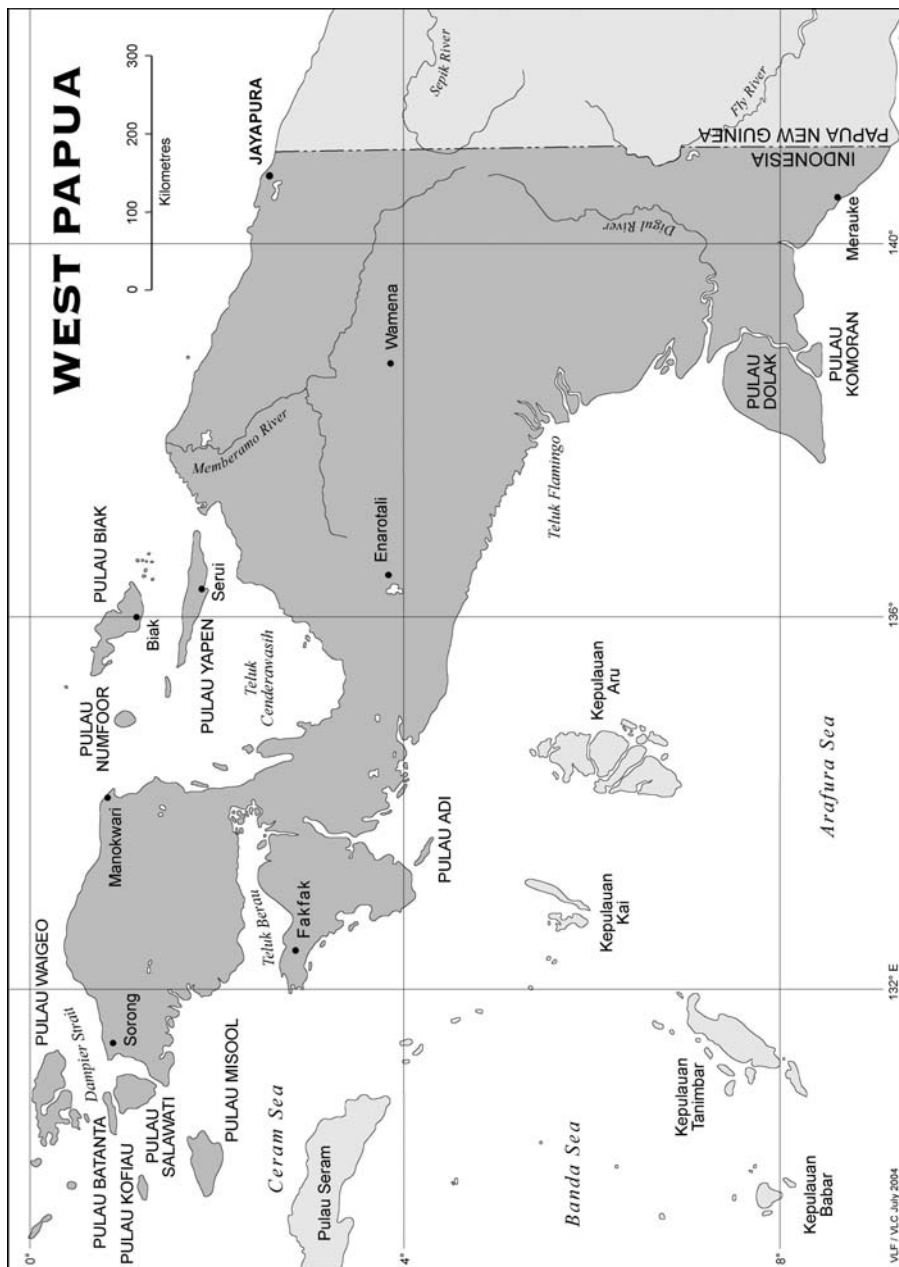 WEST PAPUA
0 100 200 300
Kilometres
PULAU WAIGEO
Dampier Strait
Sorong
PULAU BATANTA
PULAU KOFIAU
PULAU
SALAWATI
PULAU MISOOL
Manokwari
PULAU
NUMFOOR
PULAU BIAK
Biak
PULAU YAPEN
Serui
Teluk
Cenderawasih
Memberamo River
JAYAPURA
Sepik River
Teluk Berau
Fakfak
PULAU ADI
Enarotali
Wamena
Ceram Sea
Pulau Seram
Banda Sea
Kepulauan
Kai
Kepulauan
Aru
Teluk Flamingo
Digul River
Fly River
INDONESIA
PAPUA NEW GUINEA
PULAU
DOLAK
PULAU
KOMORAN
Merauke
Kepulauan
Tanimbar
Kepulauan
Babar
Arafura Sea
0°
4°
8°
132° E
136°
140°
VLF / VLC July 2004